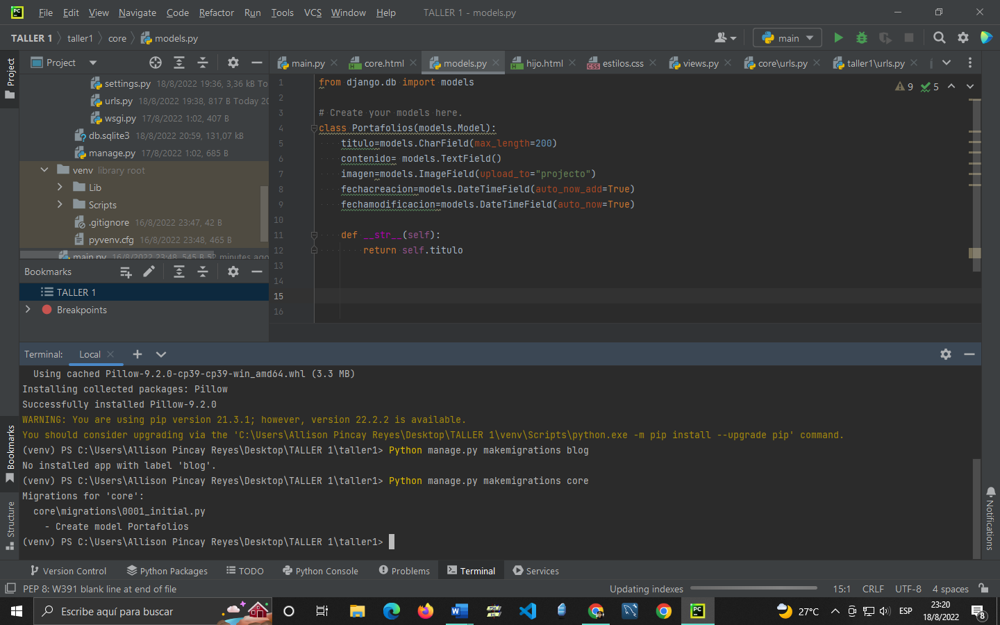 PC
File Edit View Navigate Code Refactor Run Tools VCS Window Help TALLER 1 - models.py
TALLER 1 taller1 core models.py
main
Project
Project
main.py core.html models.py hijo.html estilos.css views.py core\urls.py taller1\urls.py
settings.py 18/8/2022 19:36, 3,36 kB To
urls.py 18/8/2022 19:38, 817 B Today 20
wsgi.py 17/8/2022 1:02, 407 B
db.sqlite3 18/8/2022 20:59, 131,07 kB
manage.py 17/8/2022 1:02, 685 B
venv library root
Lib
Scripts
.gitignore 16/8/2022 23:47, 42 B
pyvenv.cfg 16/8/2022 23:48, 465 B
main.py 16/8/2022 23:48, 545 B 52 minutes ago
Bookmarks
TALLER 1
Breakpoints
9 5
1 from django.db import models
2
3 # Create your models here.
4 class Portafolios(models.Model):
5 titulo=models.CharField(max_length=200)
6 contenido= models.TextField()
7 imagen=models.ImageField(upload_to="projecto")
8 fechacreacion=models.DateTimeField(auto_now_add=True)
9 fechamodificacion=models.DateTimeField(auto_now=True)
10
11 def __str__(self):
12 return self.titulo
13
14
15
16
Terminal: Local
Using cached Pillow-9.2.0-cp39-cp39-win_amd64.whl (3.3 MB)
Installing collected packages: Pillow
Successfully installed Pillow-9.2.0
WARNING: You are using pip version 21.3.1; however, version 22.2.2 is available.
You should consider upgrading via the 'C:\Users\Allison Pincay Reyes\Desktop\TALLER 1\venv\Scripts\python.exe -m pip install --upgrade pip' command.
(venv) PS C:\Users\Allison Pincay Reyes\Desktop\TALLER 1\taller1> Python manage.py makemigrations blog
No installed app with label 'blog'.
(venv) PS C:\Users\Allison Pincay Reyes\Desktop\TALLER 1\taller1> Python manage.py makemigrations core
Migrations for 'core':
core\migrations\0001_initial.py
- Create model Portafolios
(venv) PS C:\Users\Allison Pincay Reyes\Desktop\TALLER 1\taller1>
Bookmarks
Structure
Notifications
Version Control Python Packages TODO Python Console Problems Terminal Services
PEP 8: W391 blank line at end of file Updating indexes 15:1 CRLF UTF-8 4 spaces
Escribe aquí para buscar
27°C ESP
23:20
18/8/2022
8